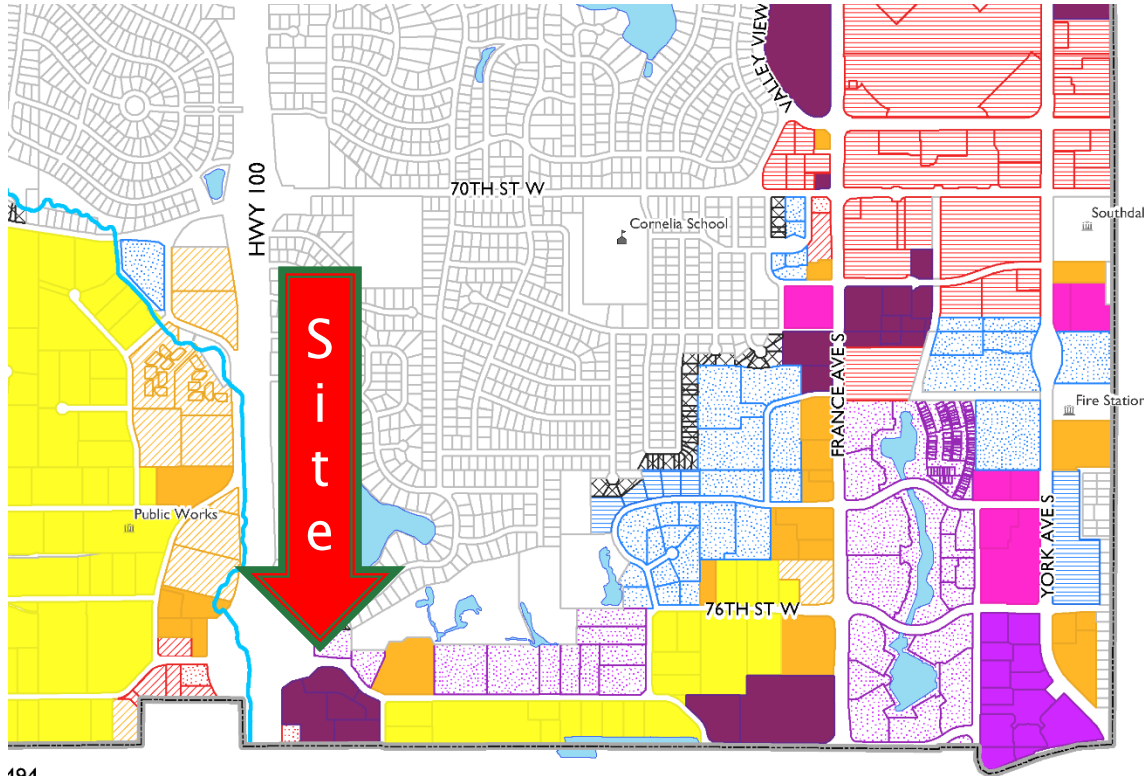 VALLEY VIEW
70TH ST W
HWY 100
Cornelia School
Southdal
Site
FRANCE AVE S
Fire Station
Public Works
YORK AVE S
76TH ST W
494